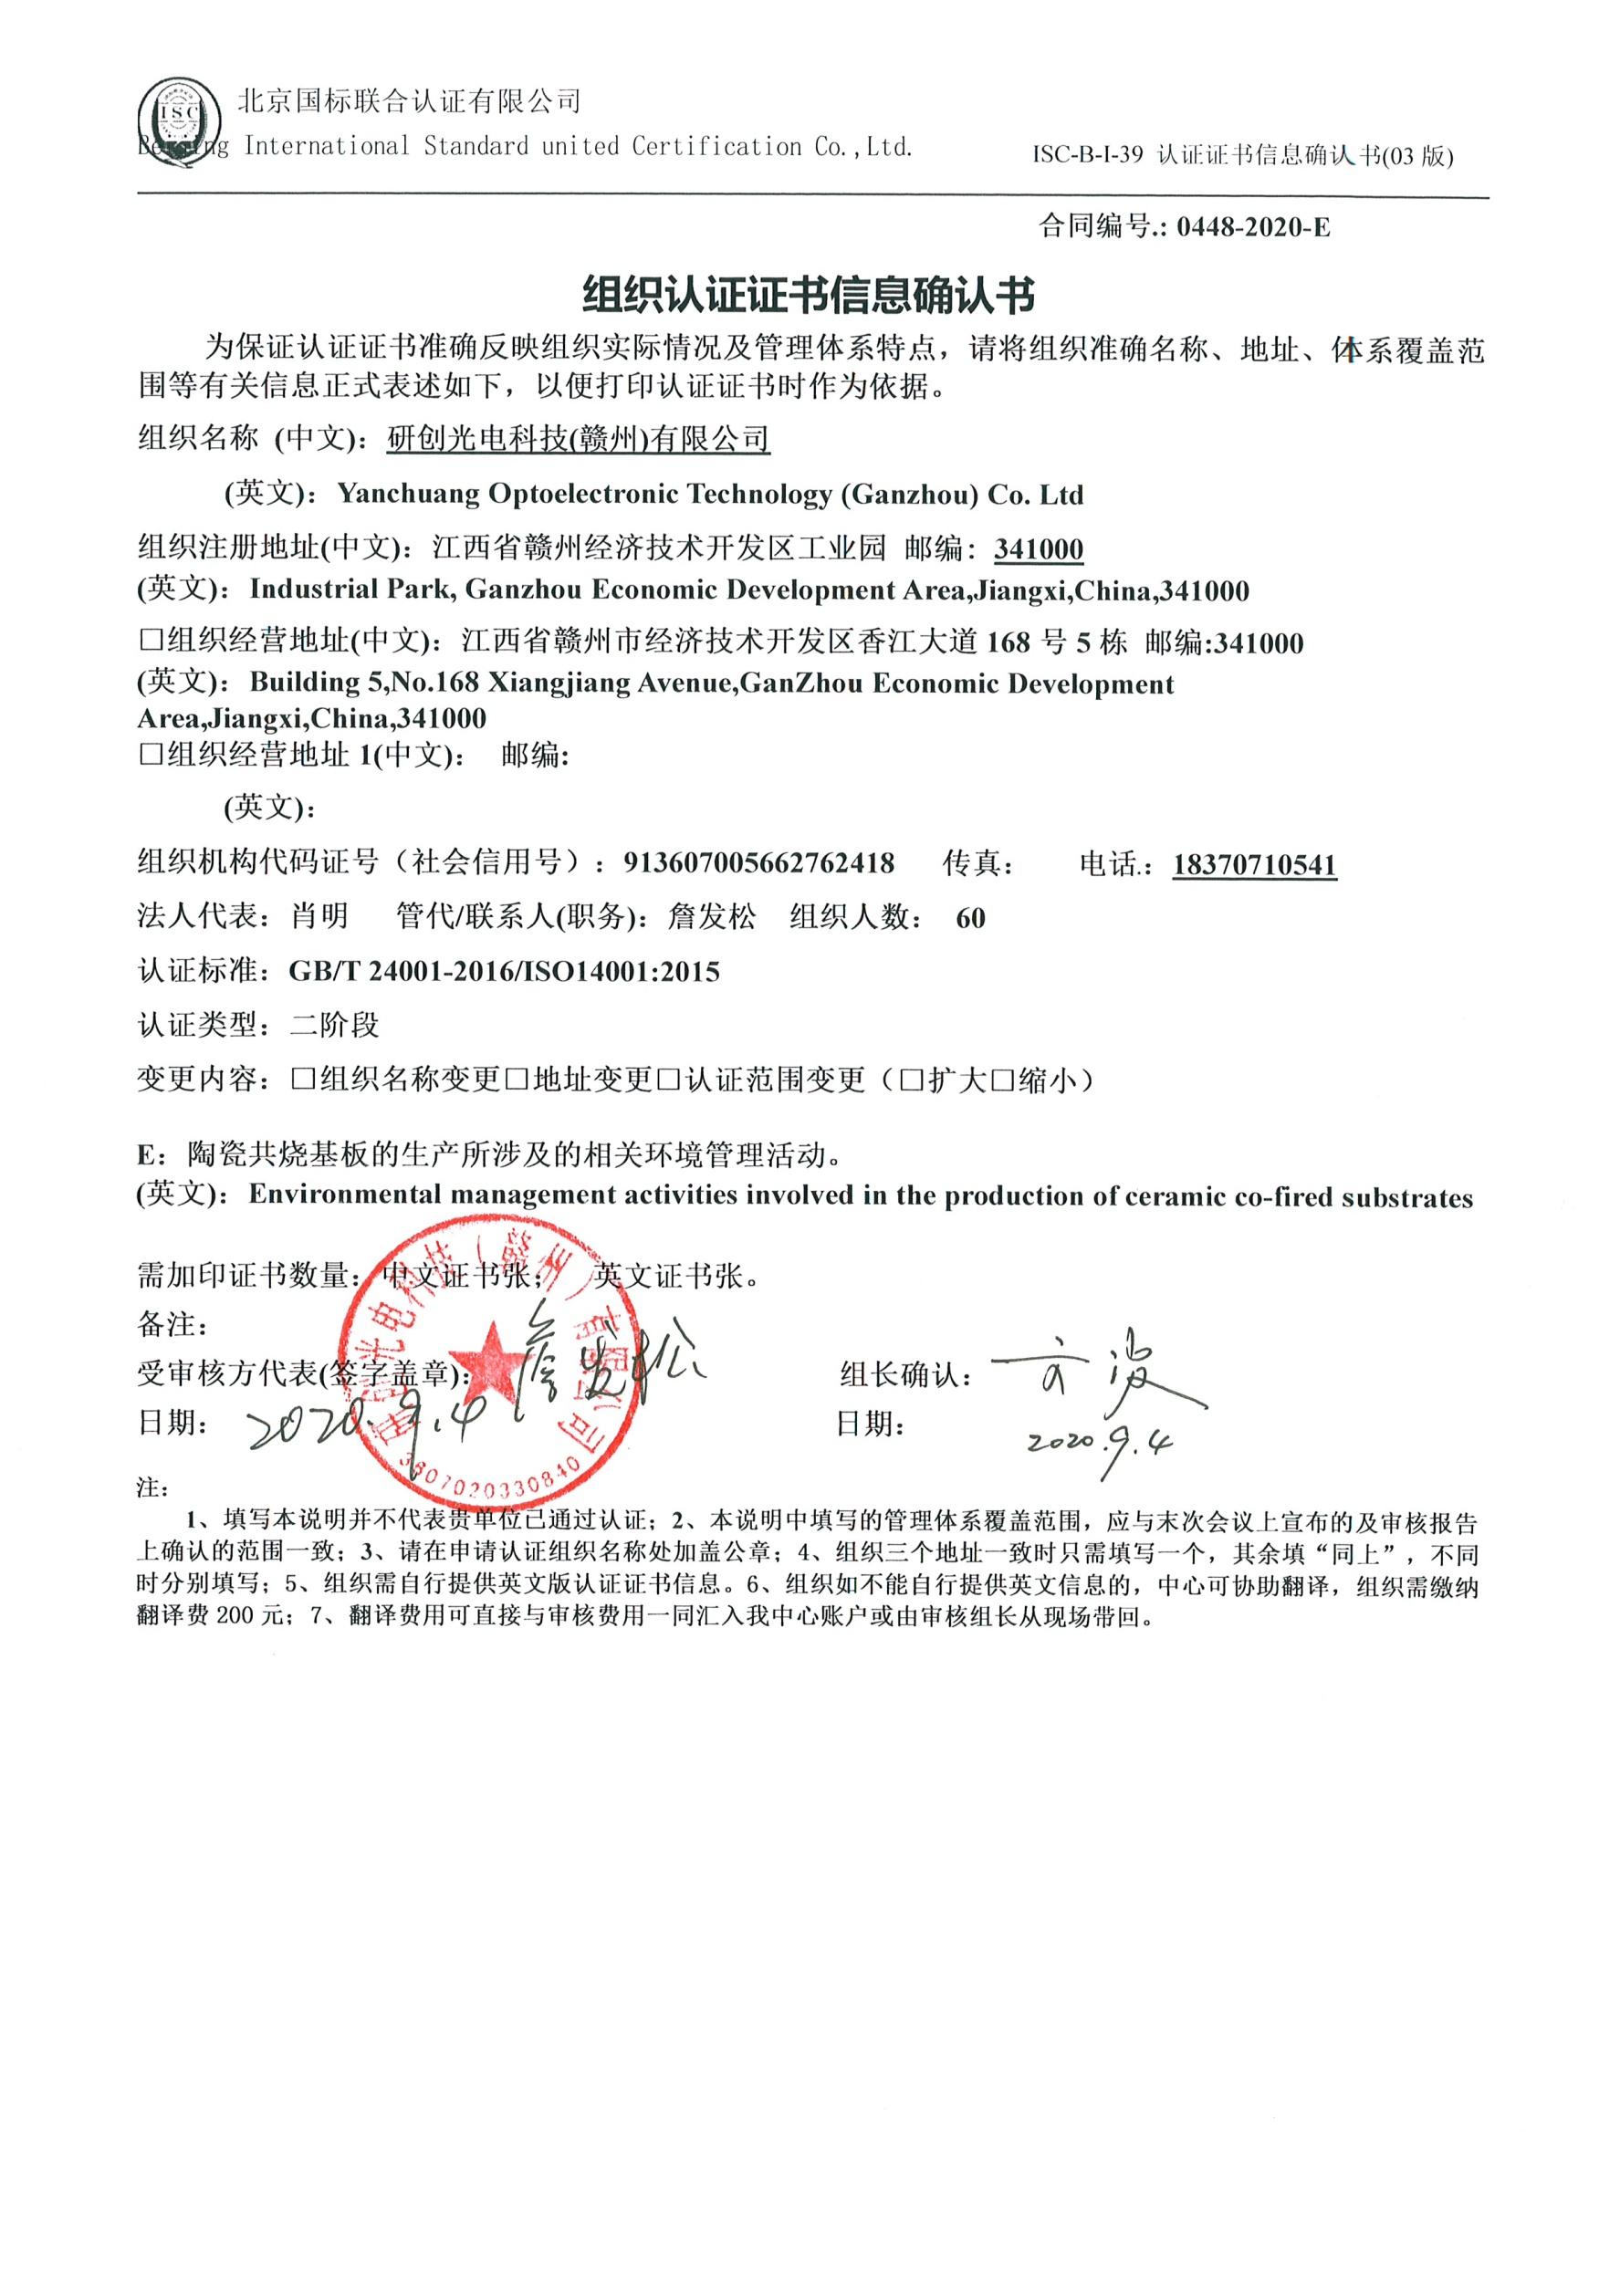 ISC
北京国标联合认证有限公司
Beijing International Standard united Certification Co.,Ltd.
ISC-B-I-39 认证证书信息确认书(03 版)
合同编号.: 0448-2020-E
组织认证证书信息确认书
为保证认证证书准确反映组织实际情况及管理体系特点，请将组织准确名称、地址、体系覆盖范
围等有关信息正式表述如下，以便打印认证证书时作为依据。
组织名称 (中文)：研创光电科技(赣州)有限公司
(英文)：Yanchuang Optoelectronic Technology (Ganzhou) Co. Ltd
组织注册地址(中文)：江西省赣州经济技术开发区工业园 邮编：341000
(英文)：Industrial Park, Ganzhou Economic Development Area,Jiangxi,China,341000
□组织经营地址(中文)：江西省赣州市经济技术开发区香江大道 168 号 5 栋 邮编:341000
(英文)：Building 5,No.168 Xiangjiang Avenue,GanZhou Economic Development
Area,Jiangxi,China,341000
□组织经营地址 1(中文)： 邮编:
(英文)：
组织机构代码证号（社会信用号）：913607005662762418 传真： 电话.：18370710541
法人代表：肖明 管代/联系人(职务)：詹发松 组织人数： 60
认证标准：GB/T 24001-2016/ISO14001:2015
认证类型：二阶段
变更内容：□组织名称变更□地址变更□认证范围变更（□扩大□缩小）
E：陶瓷共烧基板的生产所涉及的相关环境管理活动。
(英文)：Environmental management activities involved in the production of ceramic co-fired substrates
需加印证书数量：中文证书张； 英文证书张。
备注：
受审核方代表(签字盖章)：詹发松 组长确认：
日期：2020.9.4 日期：2020.9.4
光电科技（赣州）有限公司
3607020330840
注：
1、填写本说明并不代表贵单位已通过认证；2、本说明中填写的管理体系覆盖范围，应与末次会议上宣布的及审核报告
上确认的范围一致；3、请在申请认证组织名称处加盖公章；4、组织三个地址一致时只需填写一个，其余填“同上”，不同
时分别填写；5、组织需自行提供英文版认证证书信息。6、组织如不能自行提供英文信息的，中心可协助翻译，组织需缴纳
翻译费 200 元；7、翻译费用可直接与审核费用一同汇入我中心账户或由审核组长从现场带回。